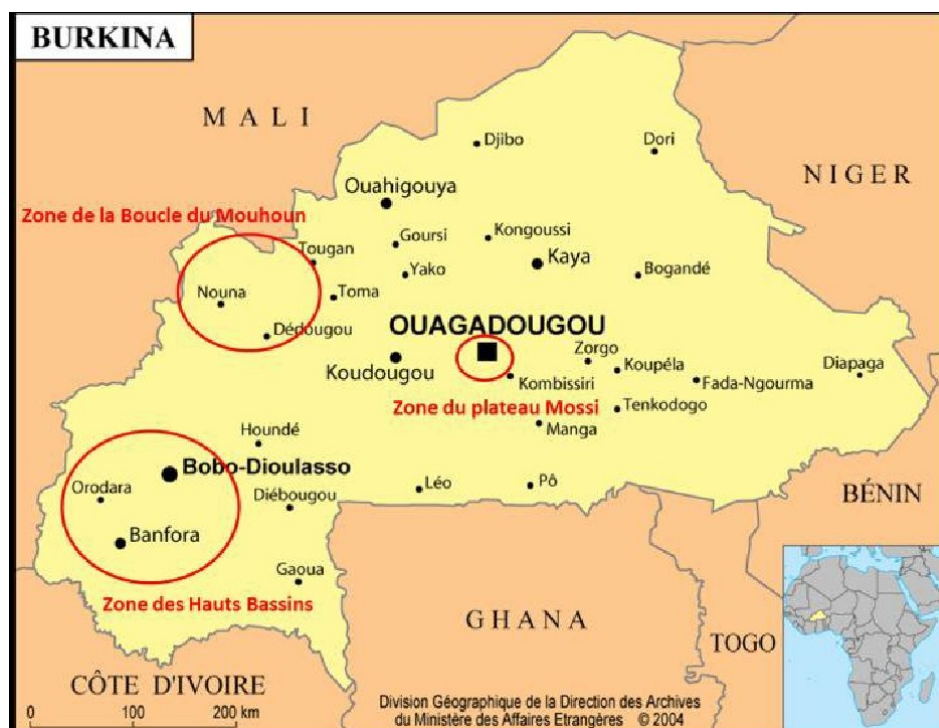 BURKINA
MALI
Djibo
Dori
NIGER
Ouahigouya
Zone de la Boucle du Mouhoun
Goursi
Kongoussi
Tougan
Kaya
Yako
Bogandé
Nouna
Toma
OUAGADOUGOU
Dédougou
Zorgo
Koupéla
Diapaga
Koudougou
Kombissiri
Fada-Ngourma
Zone du plateau Mossi
Tenkodogo
Manga
Houndé
Bobo-Dioulasso
Orodara
Diébougou
Léo
Pô
BÉNIN
Banfora
Gaoua
Zone des Hauts Bassins
GHANA
TOGO
CÔTE D'IVOIRE
0 100 200 km
Division Géographique de la Direction des Archives
du Ministère des Affaires Etrangères © 2004